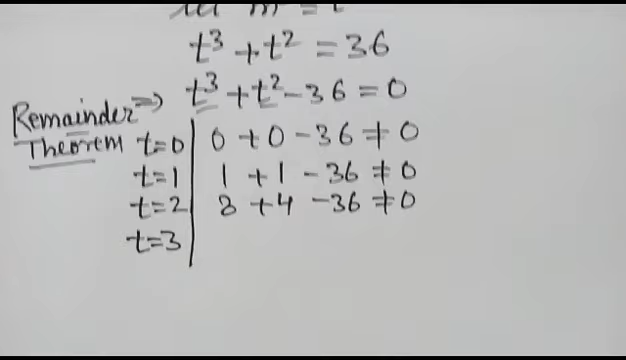 t³ + t² = 36
Remainder ⇒ t³ + t² - 36 = 0
Theorem t=0 | 0 + 0 - 36 ≠ 0
t=1 | 1 + 1 - 36 ≠ 0
t=2 | 8 + 4 - 36 ≠ 0
t=3 |